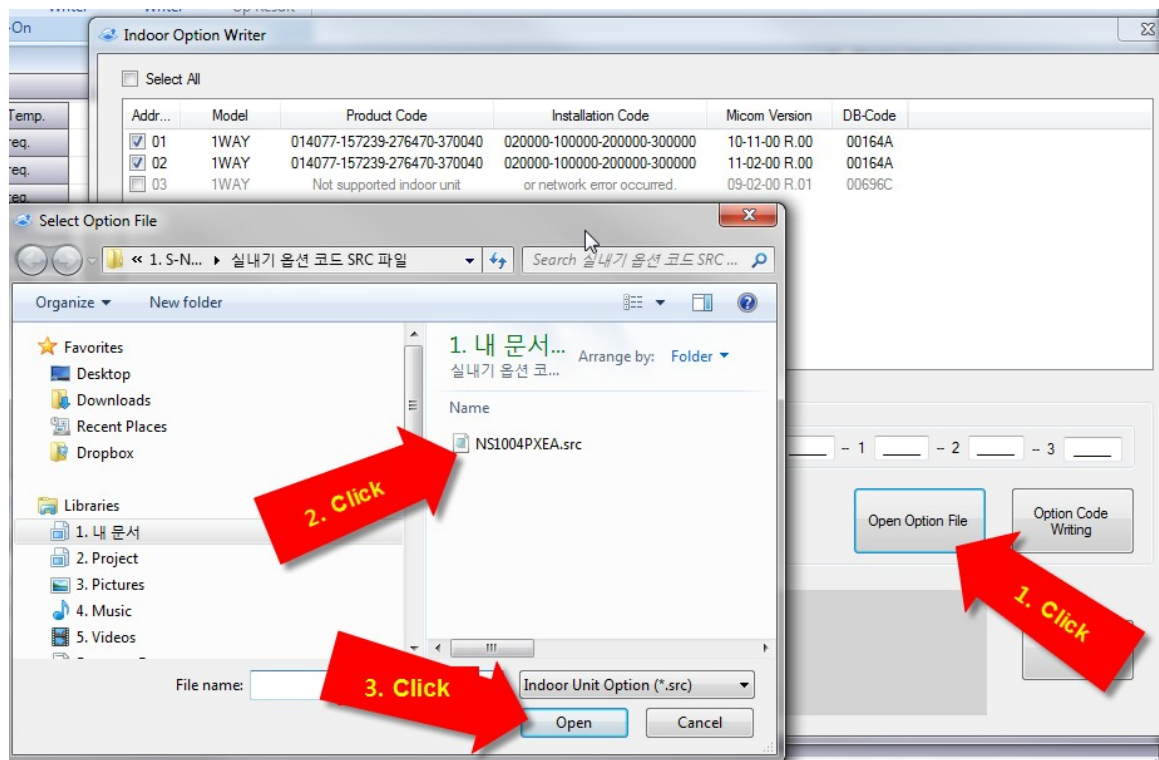 On
Indoor Option Writer
Select All
Temp.
Addr... Model Product Code Installation Code Micom Version DB-Code
req.
01 1WAY 014077-157239-276470-370040 020000-100000-200000-300000 10-11-00 R.00 00164A
req.
02 1WAY 014077-157239-276470-370040 020000-100000-200000-300000 11-02-00 R.00 00164A
03 1WAY Not supported indoor unit or network error occurred. 09-02-00 R.01 00696C
Select Option File
« 1. S-N... ▸ 실내기 옵션 코드 SRC 파일
Search 실내기 옵션 코드 SRC ...
Organize New folder
Favorites
Desktop
Downloads
Recent Places
Dropbox
Libraries
1. 내 문서
2. Project
3. Pictures
4. Music
5. Videos
1. 내 문서...
실내기 옵션 코...
Arrange by: Folder
Name
NS1004PXEA.src
2. Click
-- 1 ____ -- 2 ____ -- 3 ____
Open Option File
Option Code
Writing
1. Click
File name:
3. Click
Indoor Unit Option (*.src)
Open
Cancel